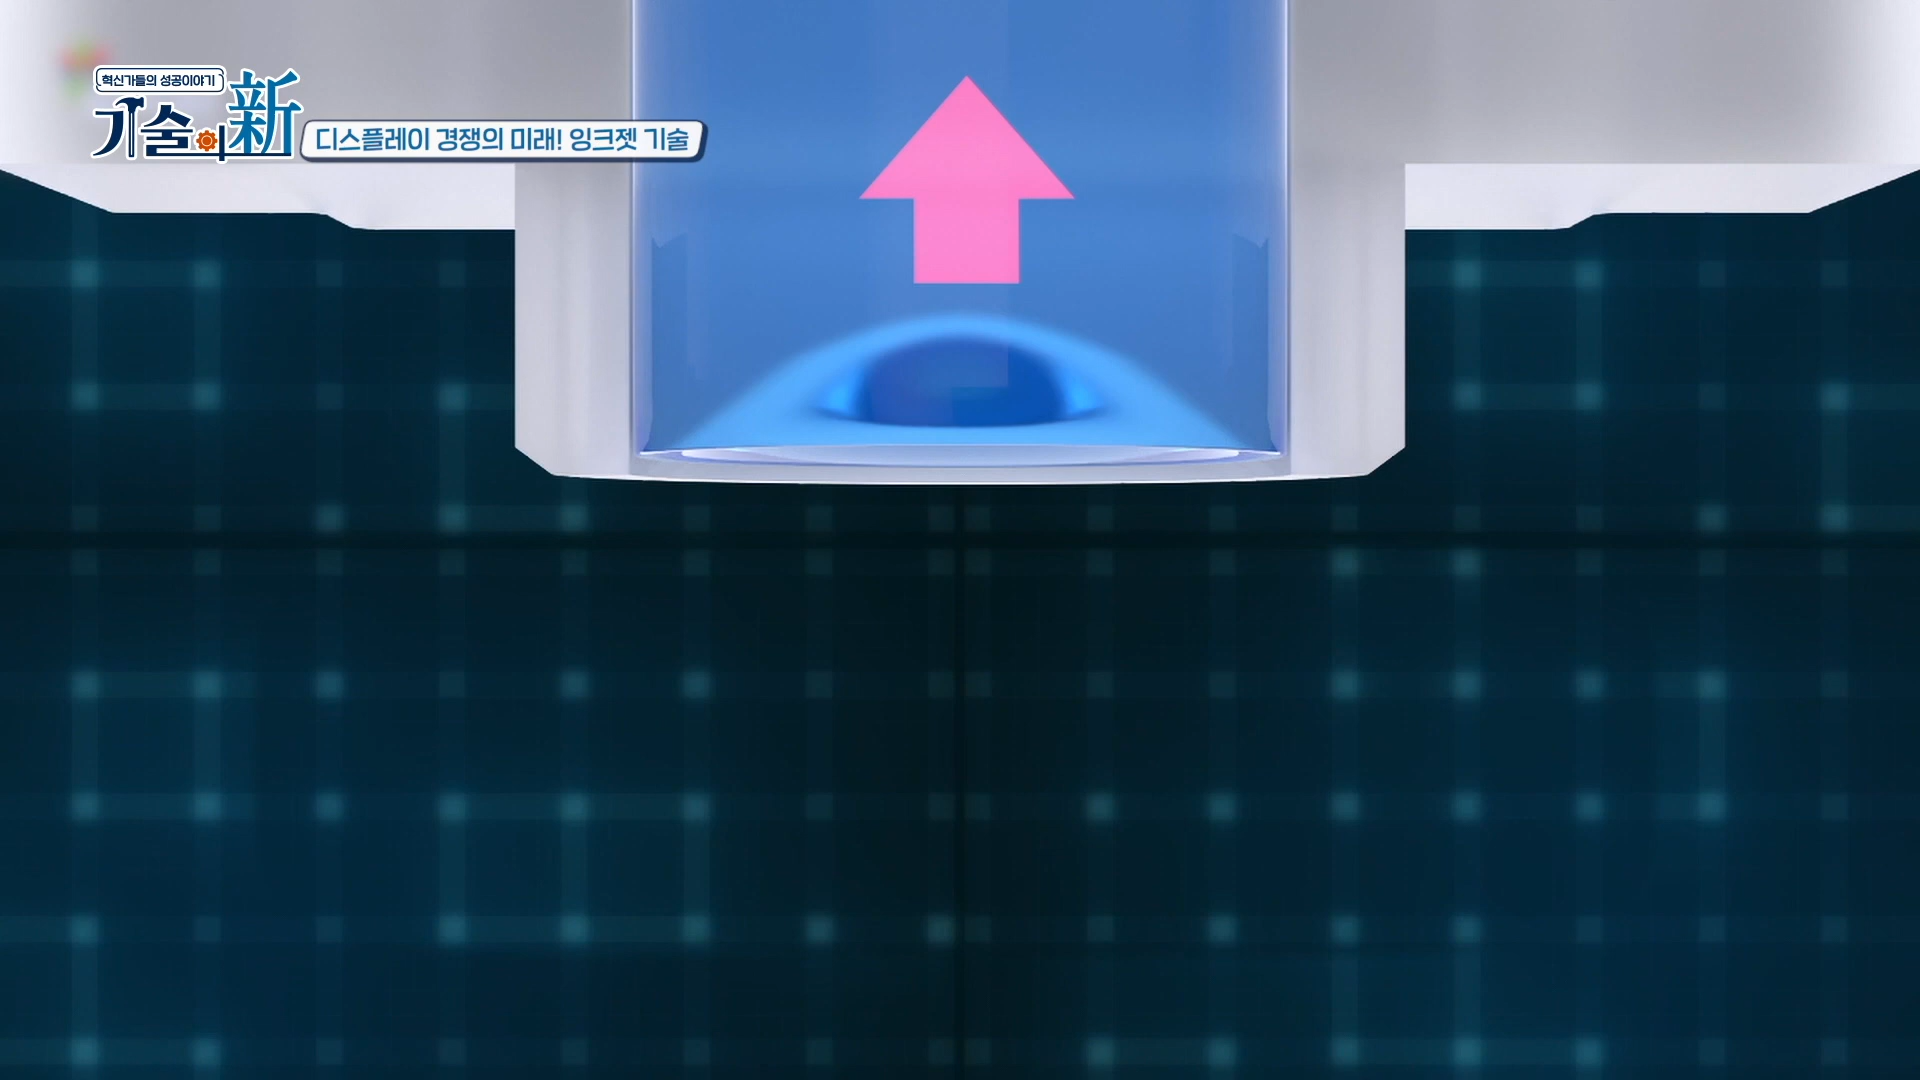 혁신가들의 성공이야기
기술의 新
디스플레이 경쟁의 미래! 잉크젯 기술